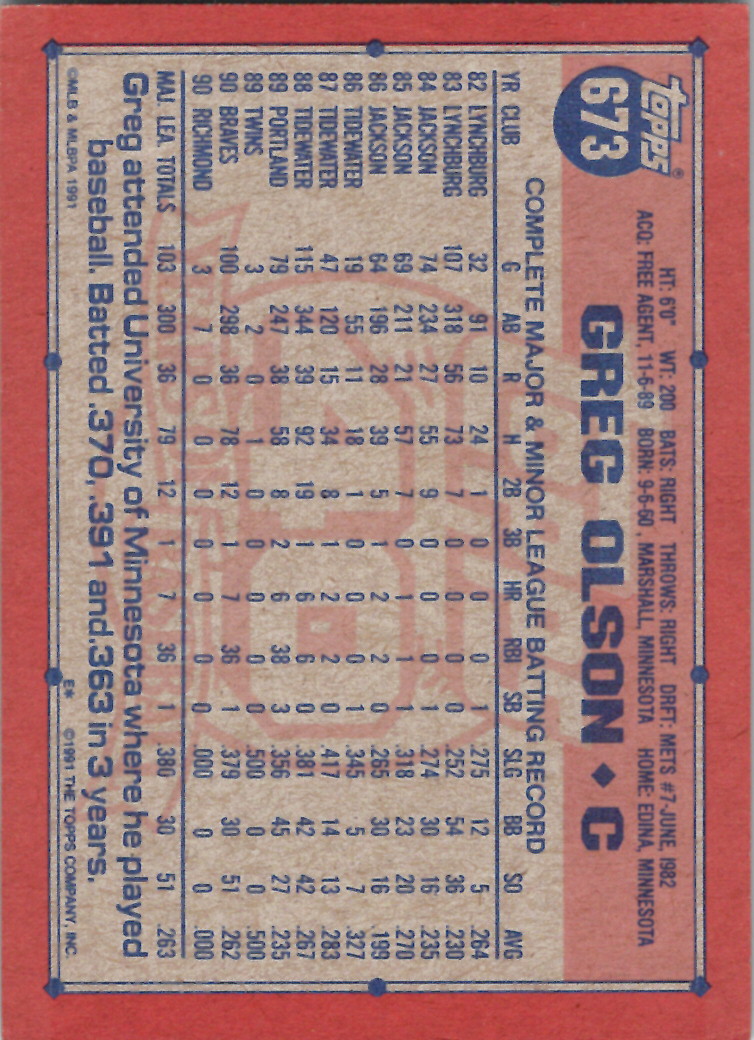 topps®
673
HT: 6'0" WT: 200 BATS: RIGHT THROWS: RIGHT DRFT: METS #7-JUNE, 1982
ACQ: FREE AGENT, 11-6-89 BORN: 9-6-60, MARSHALL, MINNESOTA HOME: EDINA, MINNESOTA
GREG OLSON ♦ C
COMPLETE MAJOR & MINOR LEAGUE BATTING RECORD
YR CLUB G AB R H 2B 3B HR RBI SB SLG BB SO AVG
82 LYNCHBURG 32 91 10 24 1 0 0 0 1 .275 12 5 .264
83 LYNCHBURG 107 318 56 73 7 0 0 0 0 .252 54 36 .230
84 JACKSON 74 234 27 55 9 0 0 0 1 .274 30 16 .235
85 JACKSON 69 211 21 57 7 0 1 1 1 .318 23 20 .270
86 JACKSON 64 196 28 39 5 1 2 2 0 .265 30 16 .199
86 TIDEWATER 19 55 11 18 1 0 0 0 1 .345 5 7 .327
87 TIDEWATER 47 120 15 34 8 1 2 2 0 .417 14 13 .283
88 TIDEWATER 115 344 39 92 19 1 6 6 0 .381 42 42 .267
89 PORTLAND 79 247 38 58 8 2 6 38 3 .356 45 27 .235
89 TWINS 3 2 0 1 0 0 0 0 0 .500 0 0 .500
90 BRAVES 100 298 36 78 12 1 7 36 1 .379 30 51 .262
90 RICHMOND 3 7 0 0 0 0 0 0 0 .000 0 0 .000
MAJ. LEA. TOTALS 103 300 36 79 12 1 7 36 1 .380 30 51 .263
Greg attended University of Minnesota where he played
baseball. Batted .370, .391 and .363 in 3 years.
©MLB & MLBPA 1991 E* ©1991 THE TOPPS COMPANY, INC.